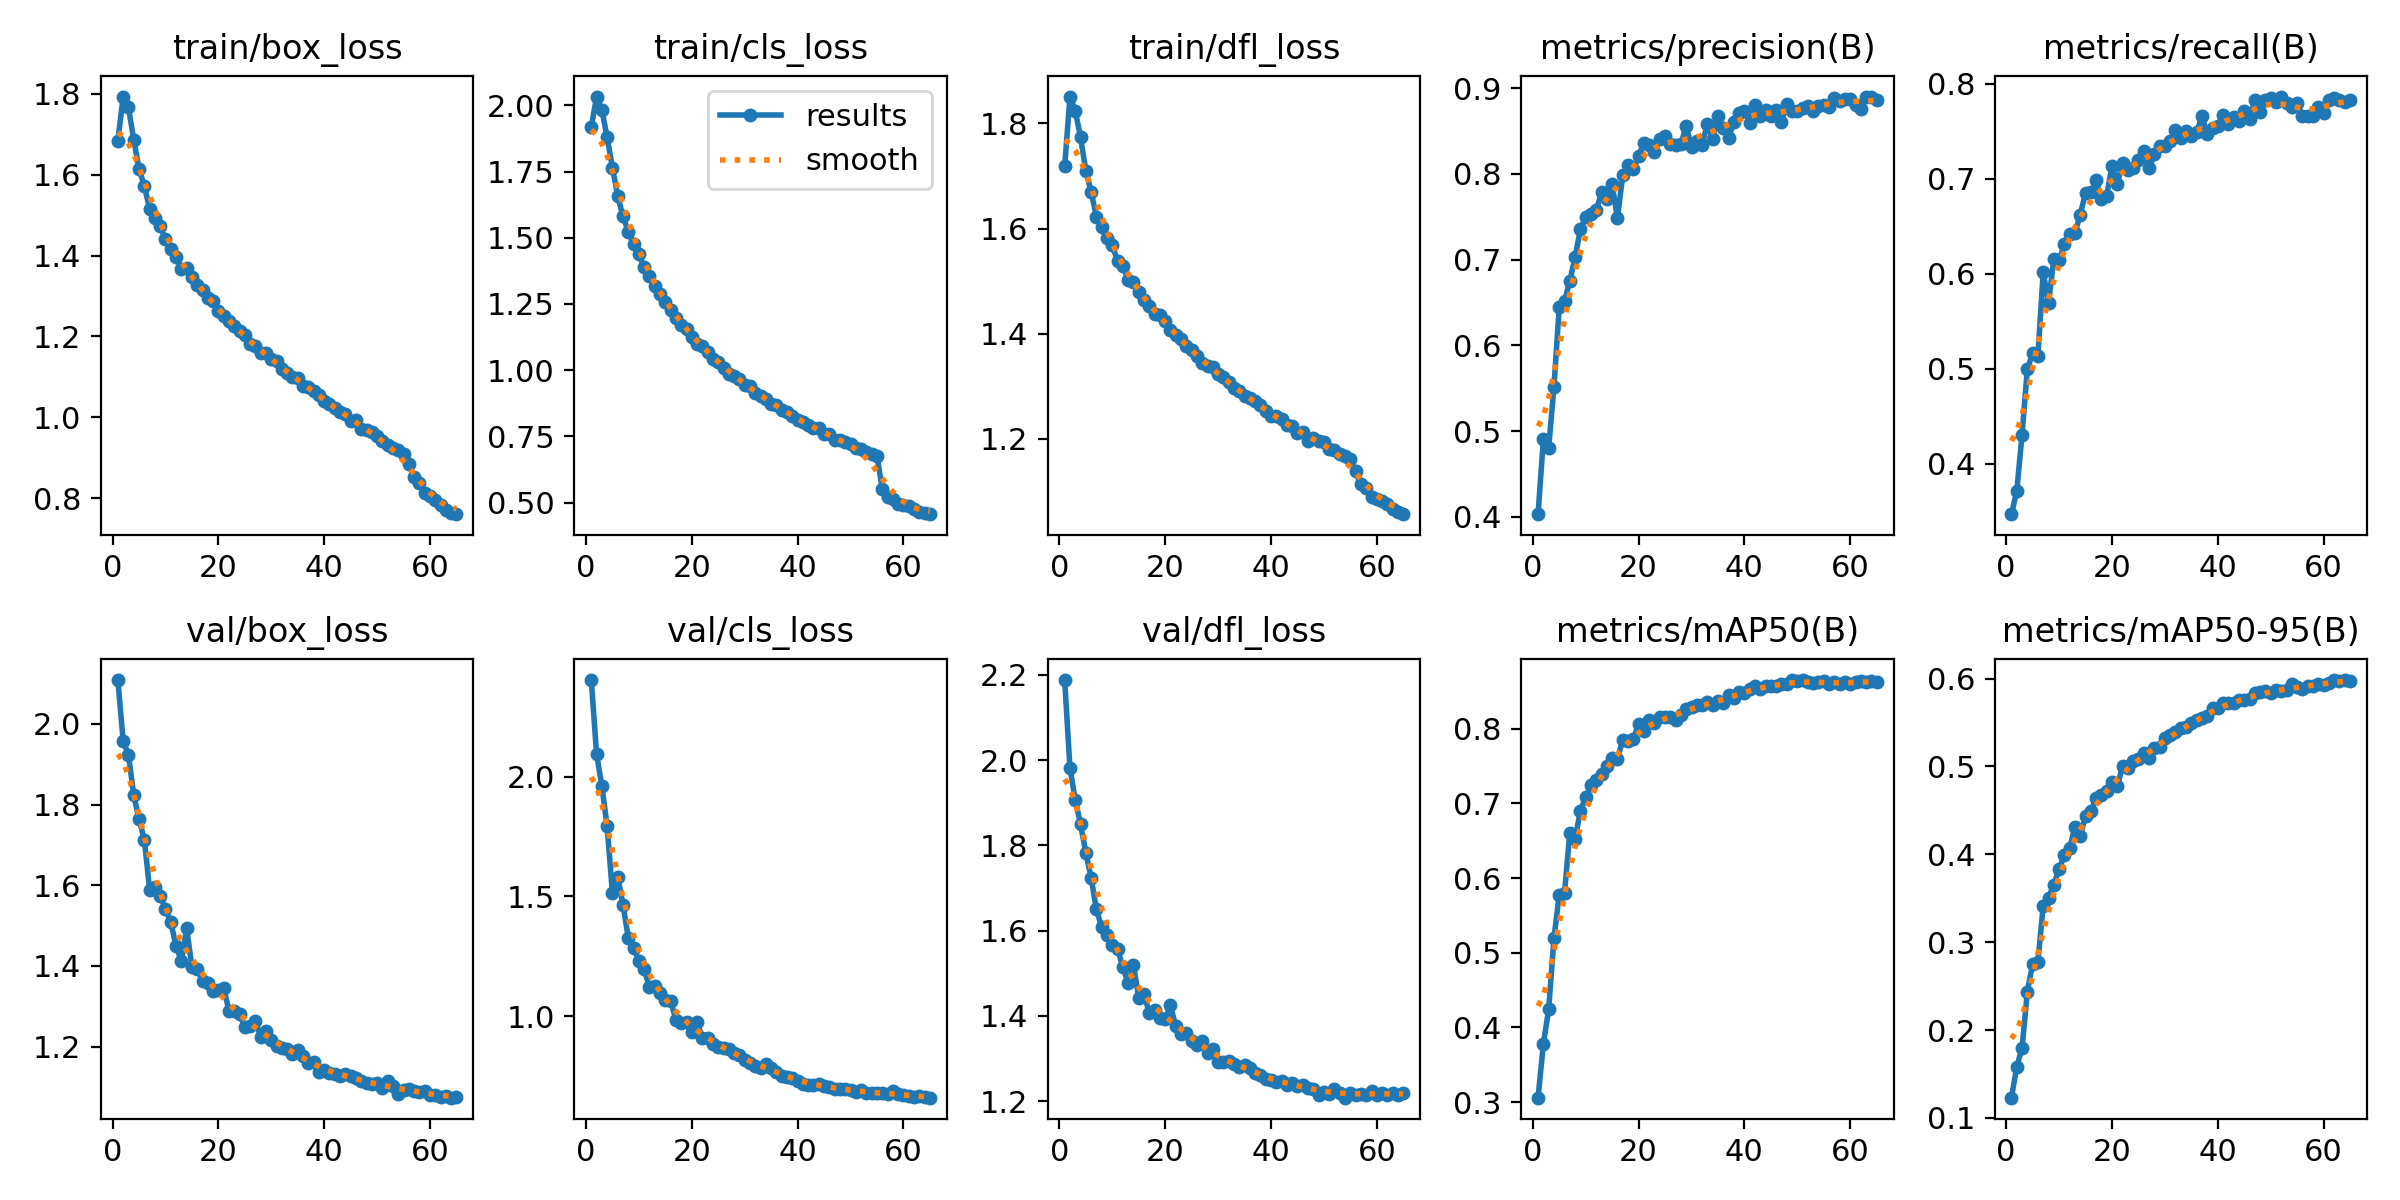 train/box_loss
train/cls_loss
train/dfl_loss
metrics/precision(B)
metrics/recall(B)
1.8
1.6
1.4
1.2
1.0
0.8
0 20 40 60
2.00
1.75
1.50
1.25
1.00
0.75
0.50
0 20 40 60
results
smooth
1.8
1.6
1.4
1.2
0 20 40 60
0.9
0.8
0.7
0.6
0.5
0.4
0 20 40 60
0.8
0.7
0.6
0.5
0.4
0 20 40 60
val/box_loss
val/cls_loss
val/dfl_loss
metrics/mAP50(B)
metrics/mAP50-95(B)
2.0
1.8
1.6
1.4
1.2
0 20 40 60
2.0
1.5
1.0
0 20 40 60
2.2
2.0
1.8
1.6
1.4
1.2
0 20 40 60
0.8
0.7
0.6
0.5
0.4
0.3
0 20 40 60
0.6
0.5
0.4
0.3
0.2
0.1
0 20 40 60